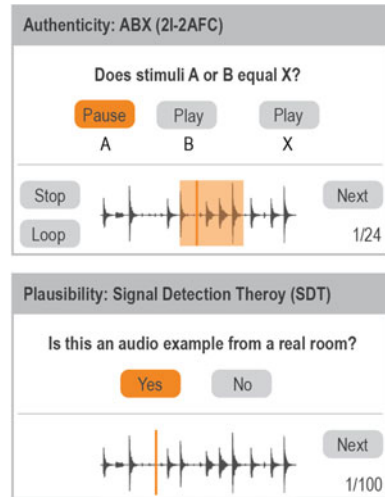 Authenticity: ABX (2I-2AFC)
Does stimuli A or B equal X?
Pause Play Play
A B X
Stop Next
Loop 1/24
Plausibility: Signal Detection Theroy (SDT)
Is this an audio example from a real room?
Yes No
Next
1/100